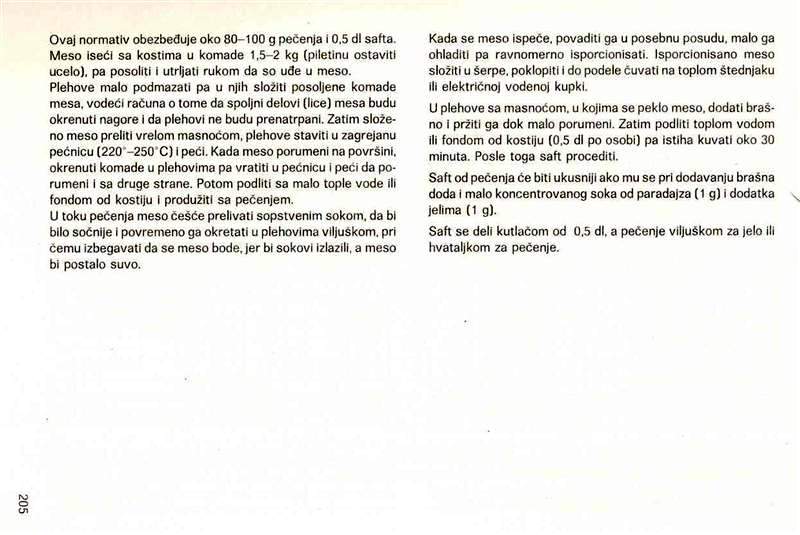 Ovaj normativ obezbeđuje oko 80–100 g pečenja i 0,5 dl safta.
Meso iseći sa kostima u komade 1,5–2 kg (piletinu ostaviti
ucelo), pa posoliti i utrljati rukom da so uđe u meso.
Plehove malo podmazati pa u njih složiti posoljene komade
mesa, vodeći računa o tome da spoljni delovi (lice) mesa budu
okrenuti nagore i da plehovi ne budu prenatrpani. Zatim slože-
no meso preliti vrelom masnoćom, plehove staviti u zagrejanu
pećnicu (220°–250°C) i peći. Kada meso porumeni na površini,
okrenuti komade u plehovima pa vratiti u pećnicu i peći da po-
rumeni i sa druge strane. Potom podliti sa malo tople vode ili
fondom od kostiju i produžiti sa pečenjem.
U toku pečenja meso češće prelivati sopstvenim sokom, da bi
bilo sočnije i povremeno ga okretati u plehovima viljuškom, pri
čemu izbegavati da se meso bode, jer bi sokovi izlazili, a meso
bi postalo suvo.
Kada se meso ispeče, povaditi ga u posebnu posudu, malo ga
ohladiti pa ravnomerno isporcionisati. Isporcionisano meso
složiti u šerpe, poklopiti i do podele čuvati na toplom štednjaku
ili električnoj vodenoj kupki.
U plehove sa masnoćom, u kojima se peklo meso, dodati braš-
no i pržiti ga dok malo porumeni. Zatim podliti toplom vodom
ili fondom od kostiju (0,5 dl po osobi) pa istiha kuvati oko 30
minuta. Posle toga saft procediti.
Saft od pečenja će biti ukusniji ako mu se pri dodavanju brašna
doda i malo koncentrovanog soka od paradajza (1 g) i dodatka
jelima (1 g).
Saft se deli kutlačom od 0,5 dl, a pečenje viljuškom za jelo ili
hvataljkom za pečenje.
205